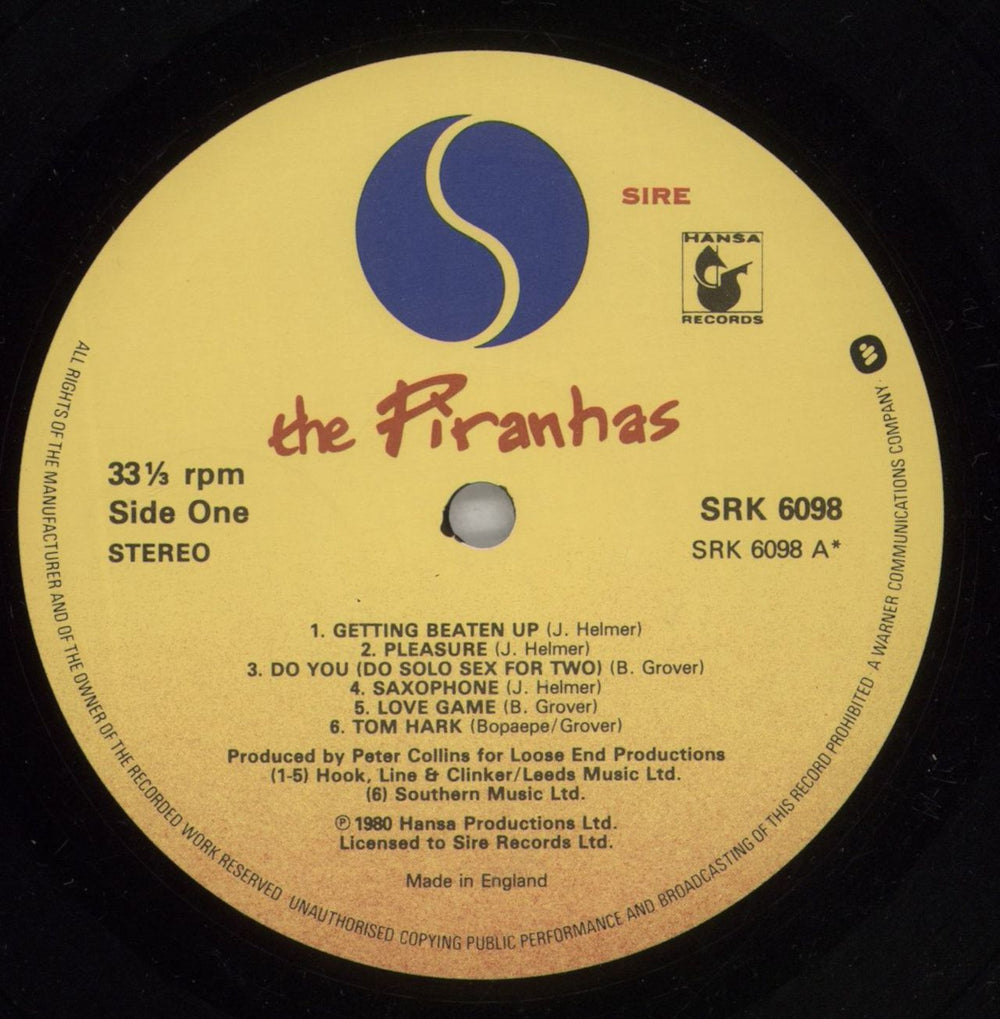 SIRE
HANSA
RECORDS
the Piranhas
33⅓ rpm
Side One
STEREO
SRK 6098
SRK 6098 A*
1. GETTING BEATEN UP (J. Helmer)
2. PLEASURE (J. Helmer)
3. DO YOU (DO SOLO SEX FOR TWO) (B. Grover)
4. SAXOPHONE (J. Helmer)
5. LOVE GAME (B. Grover)
6. TOM HARK (Bopaepe/Grover)
Produced by Peter Collins for Loose End Productions
(1-5) Hook, Line & Clinker/Leeds Music Ltd.
(6) Southern Music Ltd.
℗ 1980 Hansa Productions Ltd.
Licensed to Sire Records Ltd.
Made in England
ALL RIGHTS OF THE MANUFACTURER AND OF THE OWNER OF THE RECORDED WORK RESERVED UNAUTHORISED COPYING PUBLIC PERFORMANCE AND BROADCASTING OF THIS RECORD PROHIBITED A WARNER COMMUNICATIONS COMPANY.